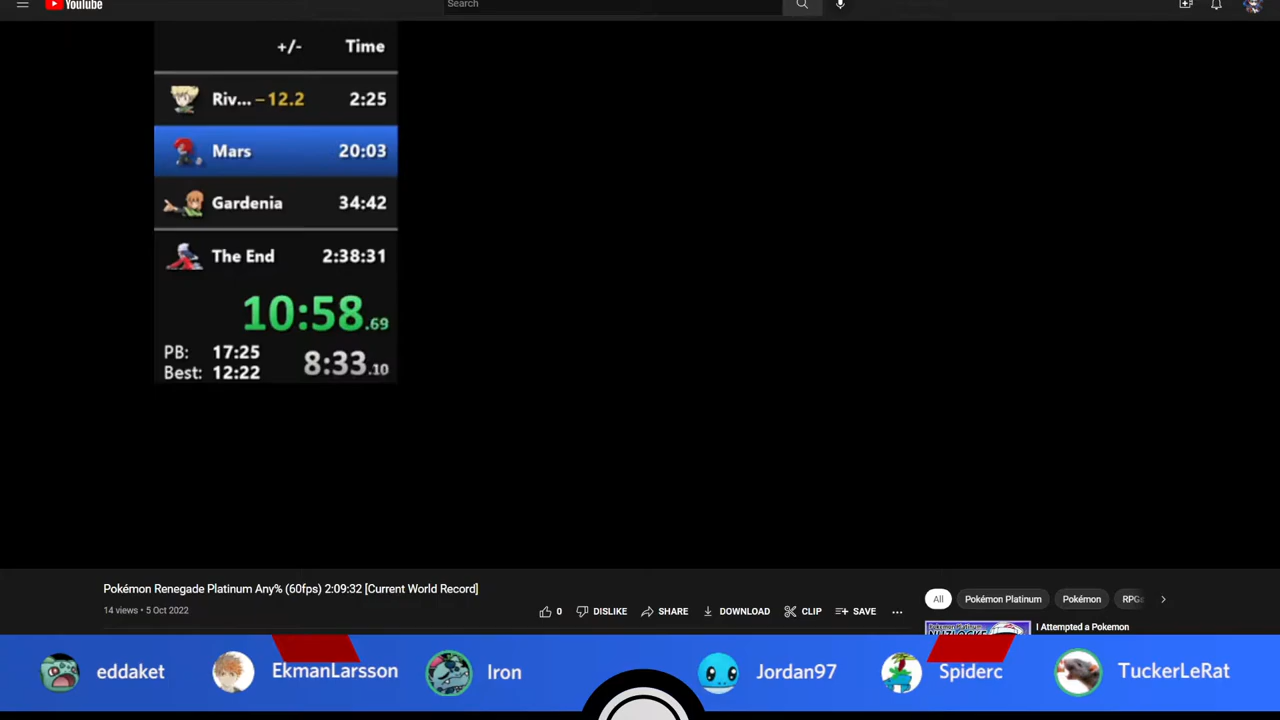 YouTube
Search
+/- Time
Riv... −12.2 2:25
Mars 20:03
Gardenia 34:42
The End 2:38:31
10:58.69
PB: 17:25
Best: 12:22
8:33.10
Pokémon Renegade Platinum Any% (60fps) 2:09:32 [Current World Record]
14 views • 5 Oct 2022
0 DISLIKE SHARE DOWNLOAD CLIP SAVE ...
All Pokémon Platinum Pokémon RPGs
I Attempted a Pokemon
eddaket EkmanLarsson Iron Jordan97 Spiderc TuckerLeRat